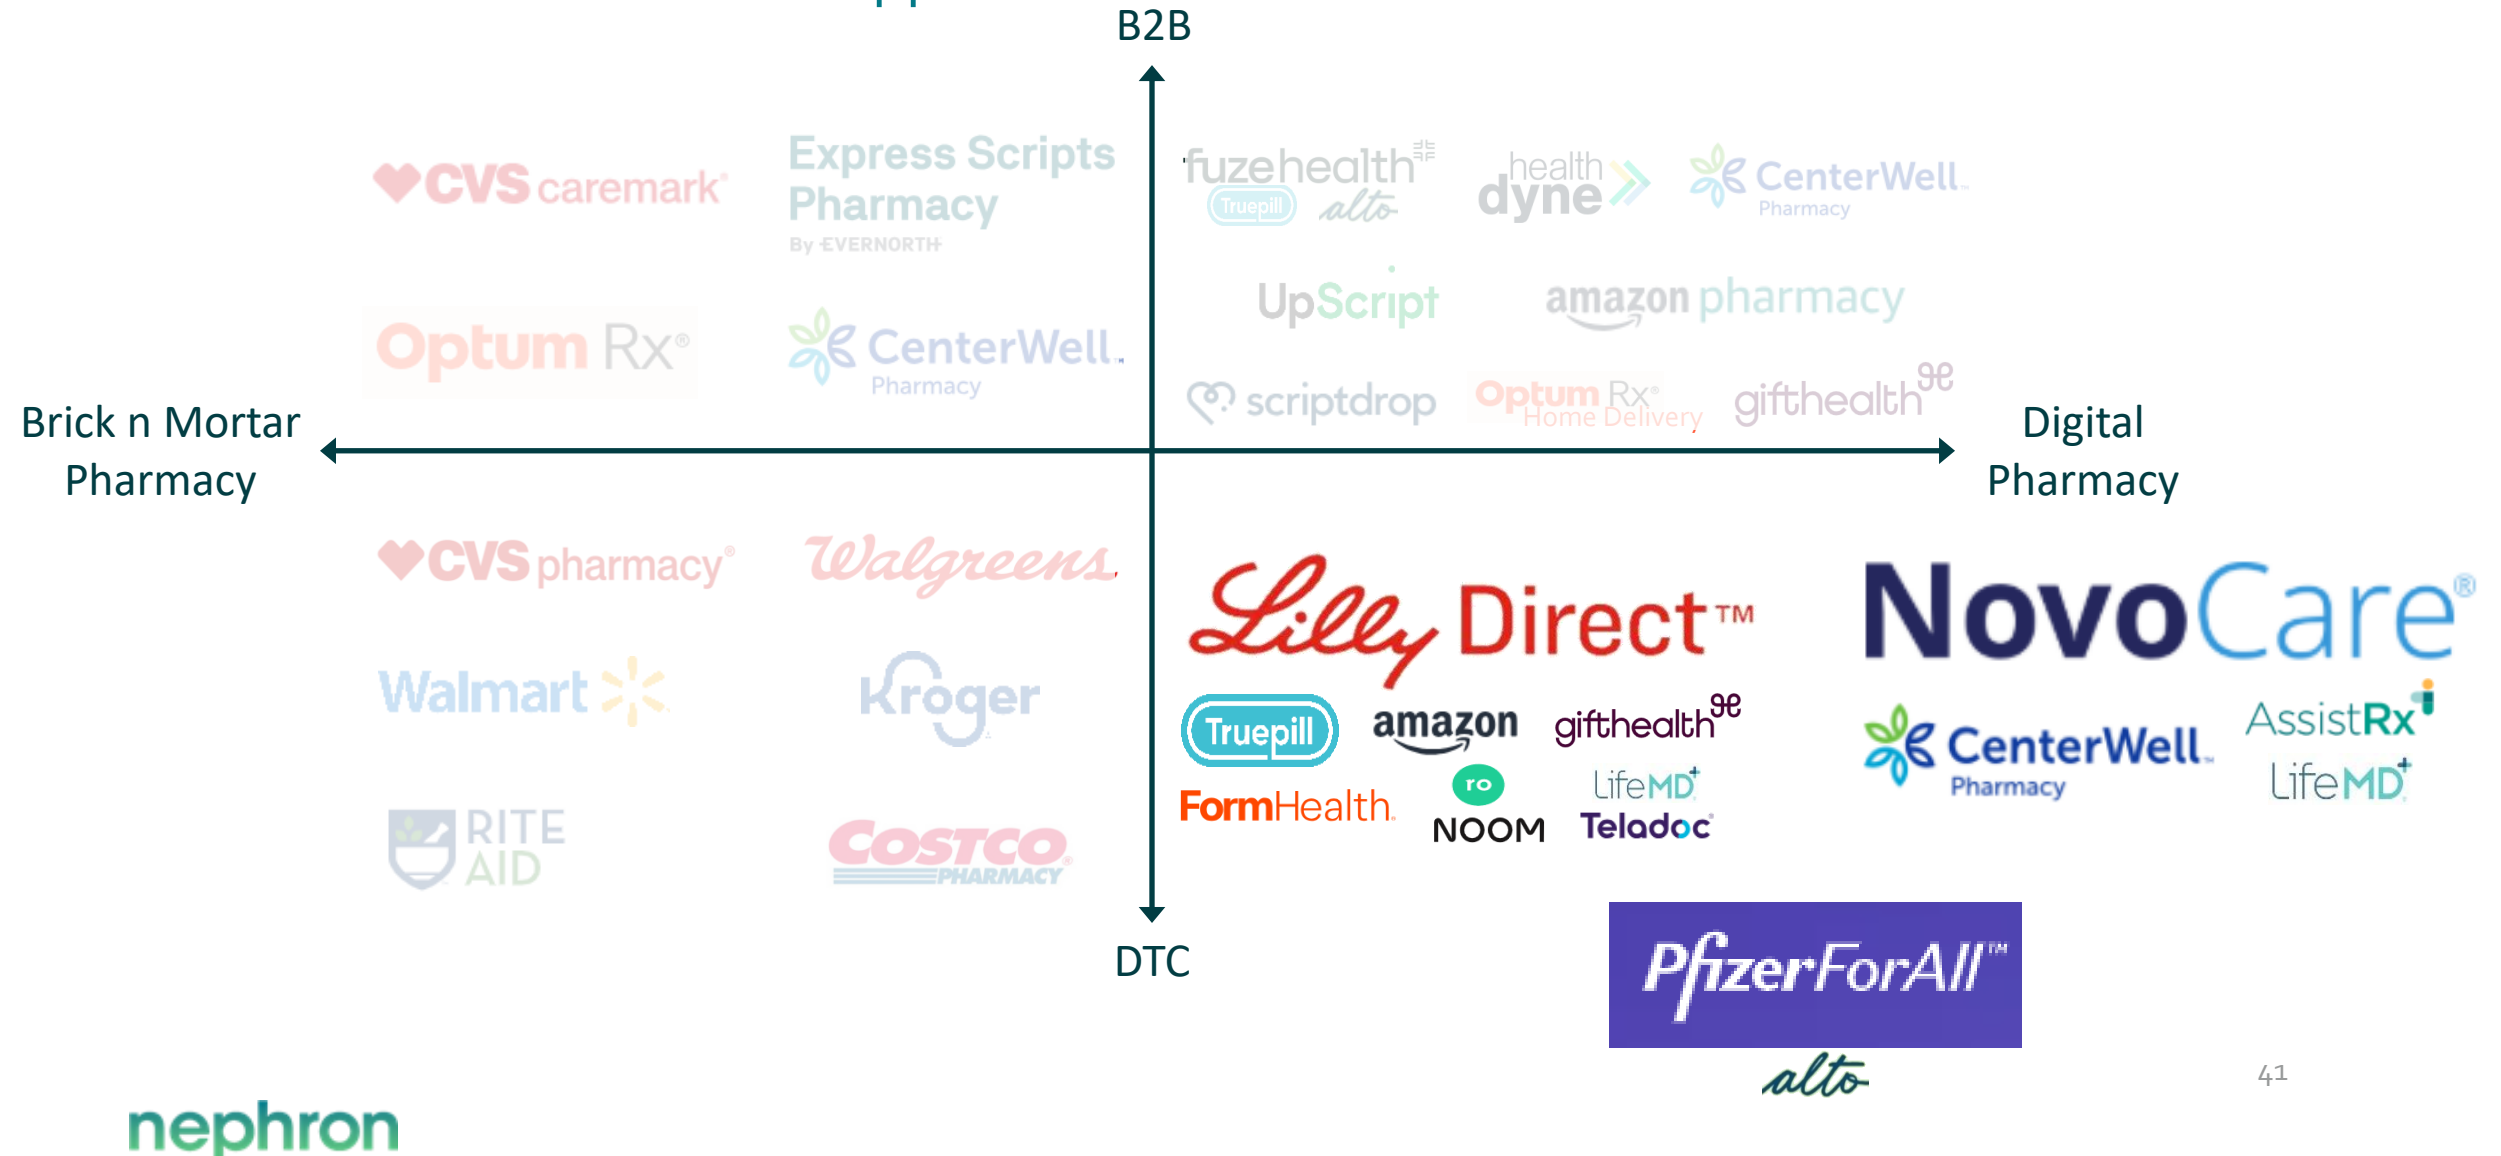 B2B
CVS caremark®
Express Scripts
Pharmacy
By EVERNORTH
fuzehealth
Truepill
alto
health
dyne
CenterWell™
Pharmacy
Optum Rx®
CenterWell™
Pharmacy
UpScript
amazon pharmacy
scriptdrop
Optum Rx®
Home Delivery
gifthealth
Brick n Mortar
Pharmacy
Digital
Pharmacy
CVS pharmacy®
Walgreens
Walmart
Kroger
RITE
AID
COSTCO®
PHARMACY
Lilly Direct™
Truepill
amazon
gifthealth
FormHealth
ro
LifeMD
NOOM
Teladoc
NovoCare®
CenterWell™
Pharmacy
AssistRx
LifeMD
DTC
PfizerForAll™
alto
41
nephron